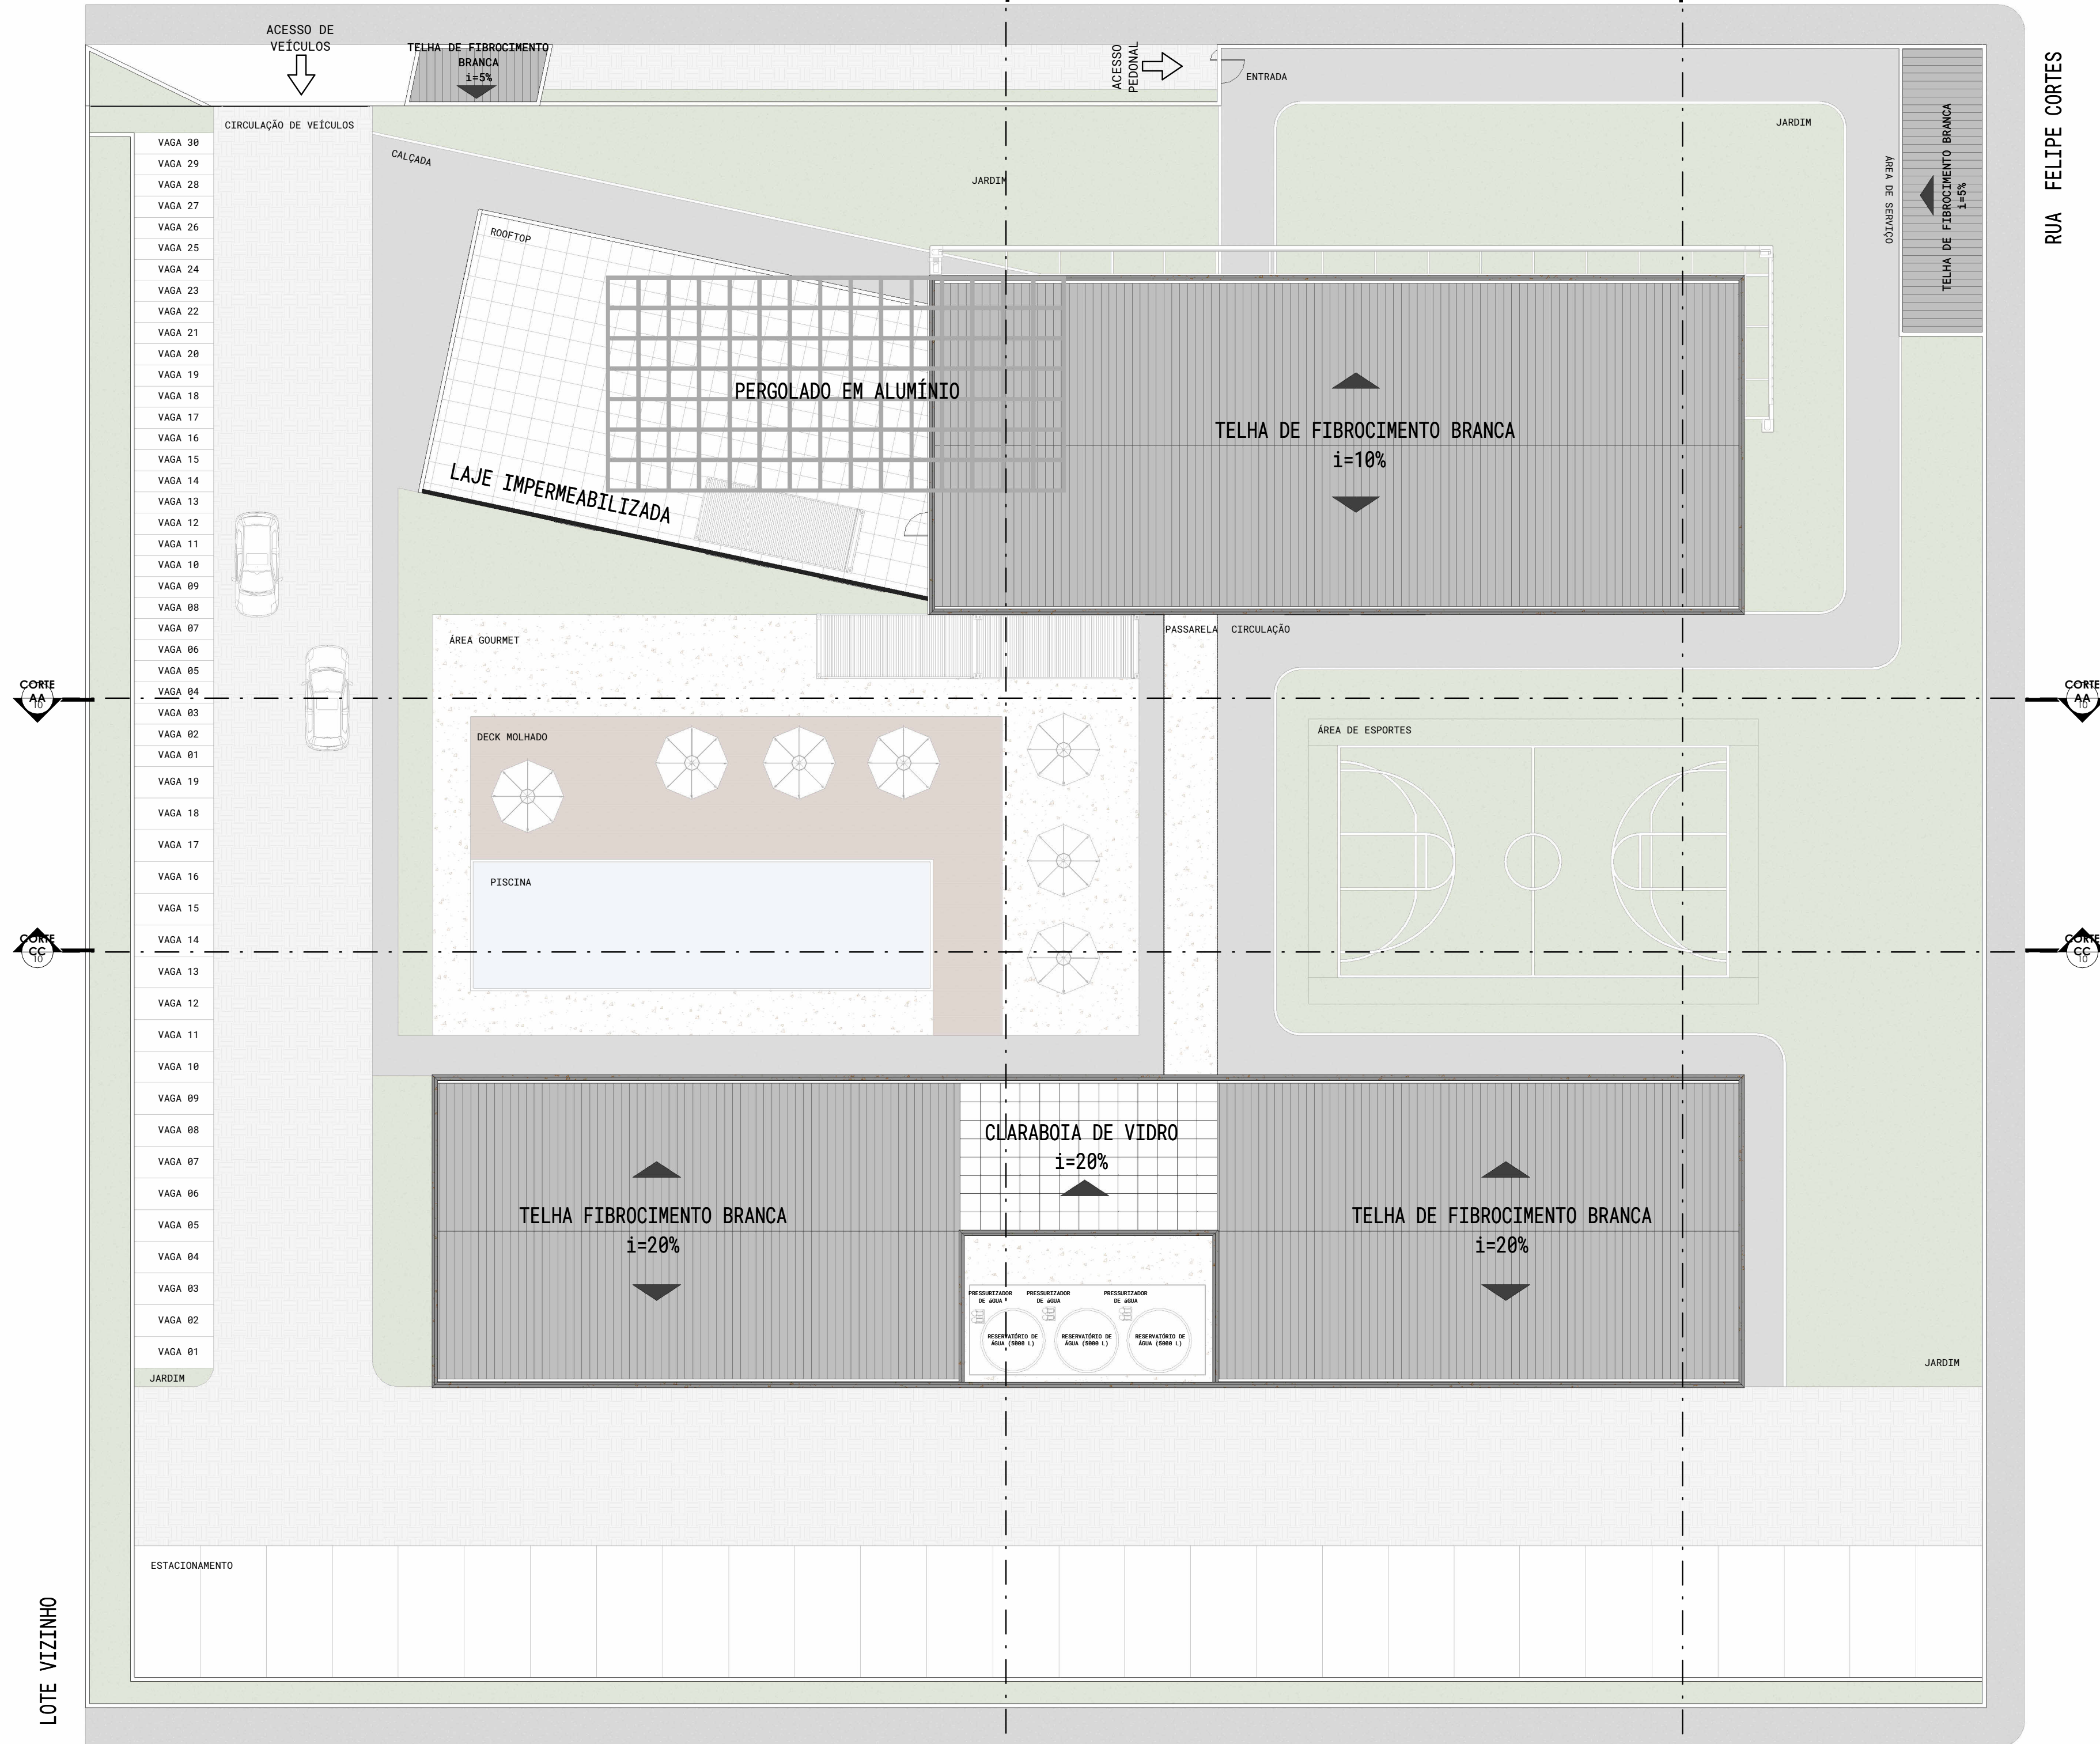 ACESSO DE
VEÍCULOS
TELHA DE FIBROCIMENTO
BRANCA
i=5%
ACESSO
PEDONAL
ENTRADA
RUA FELIPE CORTES
CIRCULAÇÃO DE VEÍCULOS
JARDIM
CALÇADA
JARDIM
ÁREA DE SERVIÇO
TELHA DE FIBROCIMENTO BRANCA
i=5%
VAGA 30
VAGA 29
VAGA 28
VAGA 27
VAGA 26
VAGA 25
VAGA 24
VAGA 23
VAGA 22
VAGA 21
VAGA 20
VAGA 19
VAGA 18
VAGA 17
VAGA 16
VAGA 15
VAGA 14
VAGA 13
VAGA 12
VAGA 11
VAGA 10
VAGA 09
VAGA 08
VAGA 07
VAGA 06
VAGA 05
VAGA 04
VAGA 03
VAGA 02
VAGA 01
ROOFTOP
PERGOLADO EM ALUMÍNIO
TELHA DE FIBROCIMENTO BRANCA
i=10%
LAJE IMPERMEABILIZADA
ÁREA GOURMET
PASSARELA
CIRCULAÇÃO
CORTE
AA
10
CORTE
AA
10
DECK MOLHADO
ÁREA DE ESPORTES
VAGA 19
VAGA 18
VAGA 17
VAGA 16
VAGA 15
VAGA 14
VAGA 13
VAGA 12
VAGA 11
VAGA 10
VAGA 09
VAGA 08
VAGA 07
VAGA 06
VAGA 05
VAGA 04
VAGA 03
VAGA 02
VAGA 01
PISCINA
CORTE
CC
10
CORTE
CC
10
CLARABOIA DE VIDRO
i=20%
TELHA FIBROCIMENTO BRANCA
i=20%
TELHA DE FIBROCIMENTO BRANCA
i=20%
PRESSURIZADOR
DE áGUA
PRESSURIZADOR
DE áGUA
PRESSURIZADOR
DE áGUA
RESERVATÓRIO DE
ÁGUA (5000 L)
RESERVATÓRIO DE
ÁGUA (5000 L)
RESERVATÓRIO DE
ÁGUA (5000 L)
JARDIM
JARDIM
ESTACIONAMENTO
LOTE VIZINHO